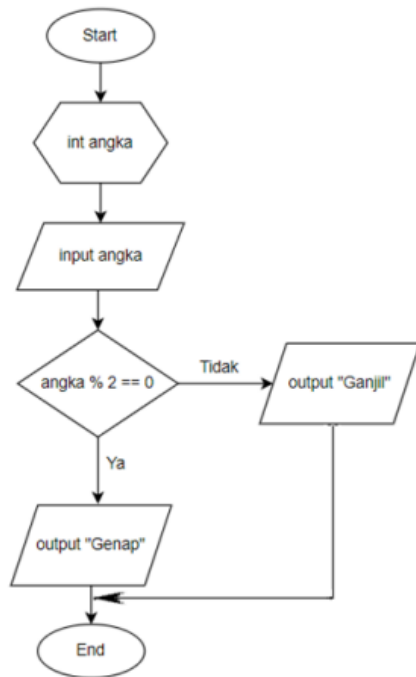 Start
int angka
input angka
angka % 2 == 0
Tidak
output "Ganjil"
Ya
output "Genap"
End